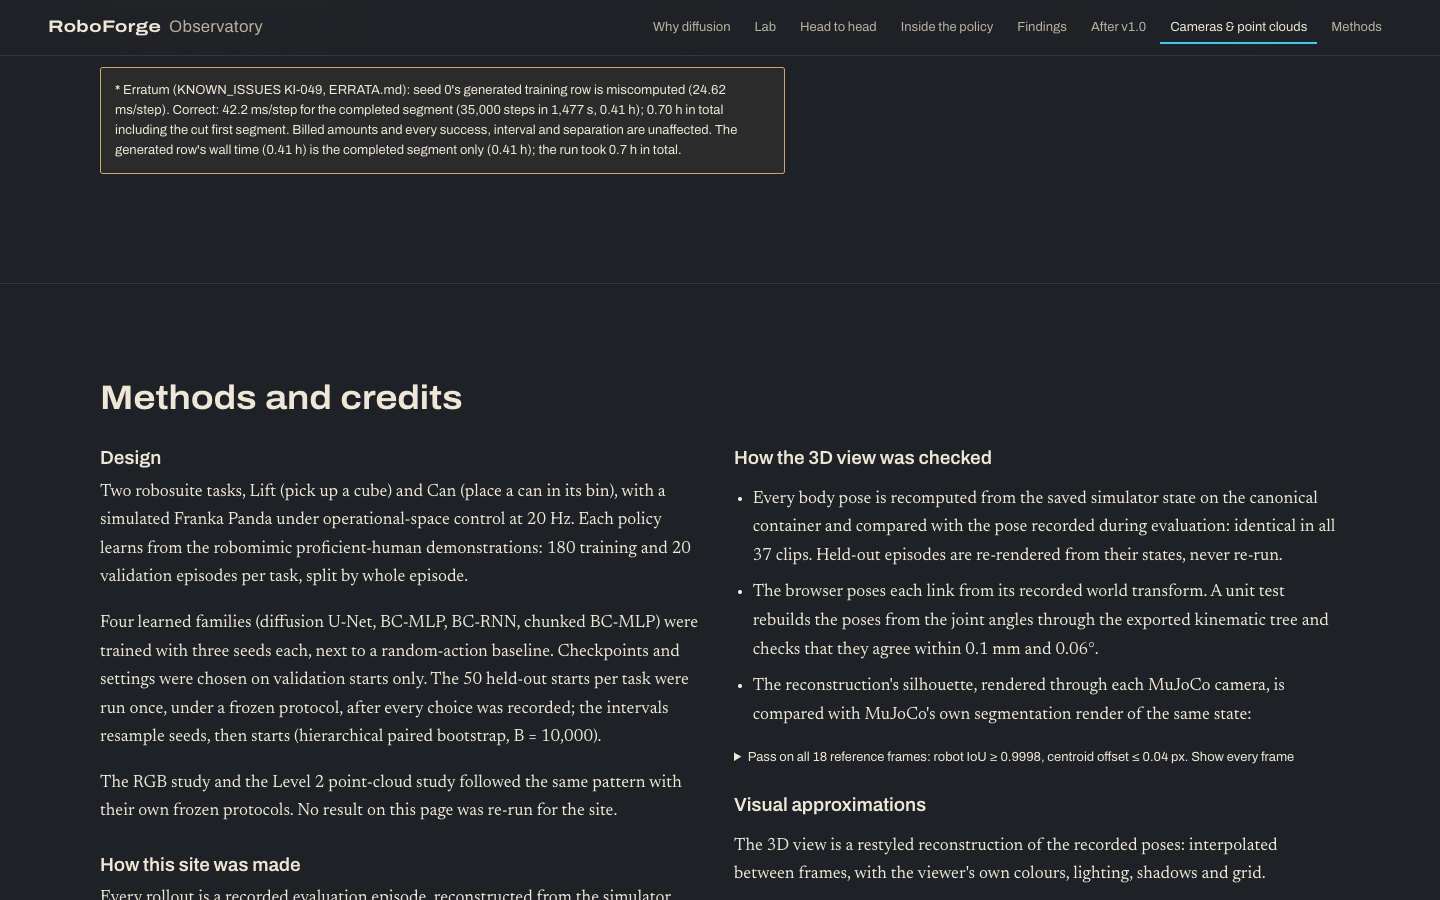 RoboForge Observatory
Why diffusion Lab Head to head Inside the policy Findings After v1.0 Cameras & point clouds Methods
* Erratum (KNOWN_ISSUES KI-049, ERRATA.md): seed 0's generated training row is miscomputed (24.62
ms/step). Correct: 42.2 ms/step for the completed segment (35,000 steps in 1,477 s, 0.41 h); 0.70 h in total
including the cut first segment. Billed amounts and every success, interval and separation are unaffected. The
generated row's wall time (0.41 h) is the completed segment only (0.41 h); the run took 0.7 h in total.
Methods and credits
Design
Two robosuite tasks, Lift (pick up a cube) and Can (place a can in its bin), with a
simulated Franka Panda under operational-space control at 20 Hz. Each policy
learns from the robomimic proficient-human demonstrations: 180 training and 20
validation episodes per task, split by whole episode.
Four learned families (diffusion U-Net, BC-MLP, BC-RNN, chunked BC-MLP) were
trained with three seeds each, next to a random-action baseline. Checkpoints and
settings were chosen on validation starts only. The 50 held-out starts per task were
run once, under a frozen protocol, after every choice was recorded; the intervals
resample seeds, then starts (hierarchical paired bootstrap, B = 10,000).
The RGB study and the Level 2 point-cloud study followed the same pattern with
their own frozen protocols. No result on this page was re-run for the site.
How this site was made
Every rollout is a recorded evaluation episode, reconstructed from the simulator
How the 3D view was checked
• Every body pose is recomputed from the saved simulator state on the canonical
container and compared with the pose recorded during evaluation: identical in all
37 clips. Held-out episodes are re-rendered from their states, never re-run.
• The browser poses each link from its recorded world transform. A unit test
rebuilds the poses from the joint angles through the exported kinematic tree and
checks that they agree within 0.1 mm and 0.06°.
• The reconstruction's silhouette, rendered through each MuJoCo camera, is
compared with MuJoCo's own segmentation render of the same state:
▶ Pass on all 18 reference frames: robot IoU ≥ 0.9998, centroid offset ≤ 0.04 px. Show every frame
Visual approximations
The 3D view is a restyled reconstruction of the recorded poses: interpolated
between frames, with the viewer's own colours, lighting, shadows and grid.